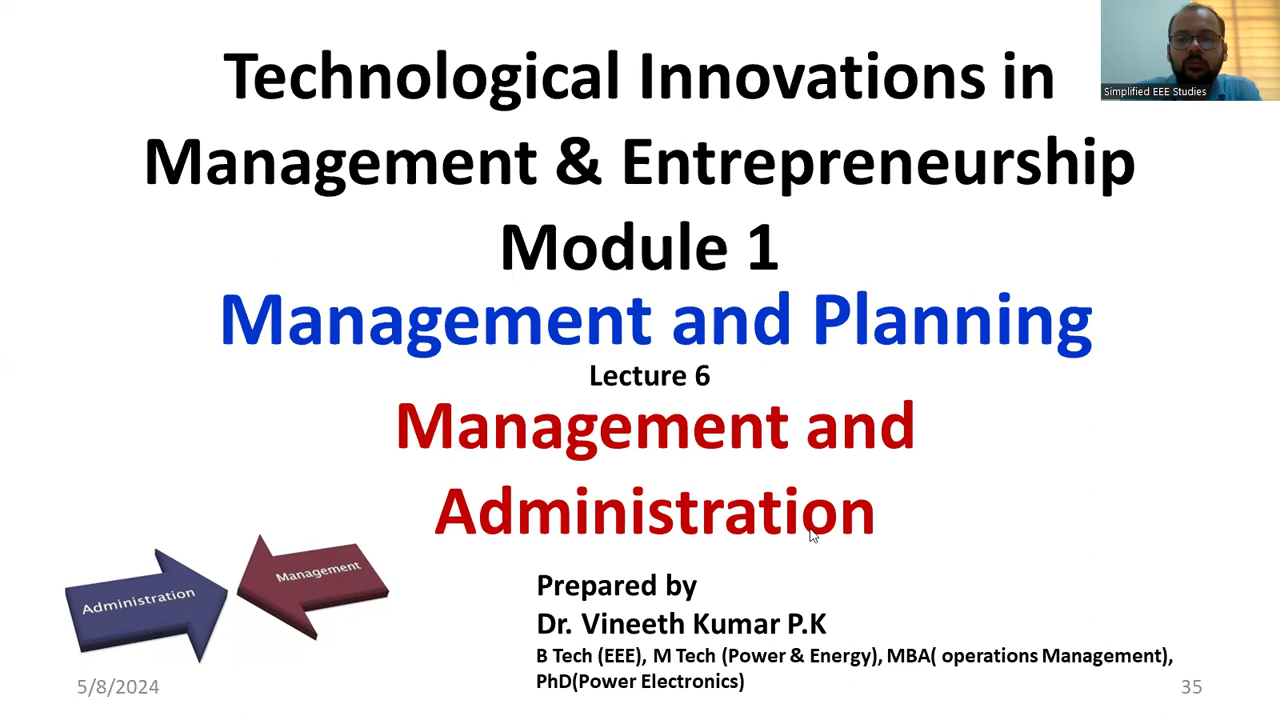 Technological Innovations in
Management & Entrepreneurship
Module 1
Management and Planning
Lecture 6
Management and
Administration
Administration
Management
Prepared by
Dr. Vineeth Kumar P.K
B Tech (EEE), M Tech (Power & Energy), MBA( operations Management),
PhD(Power Electronics)
5/8/2024
35
Simplified EEE Studies